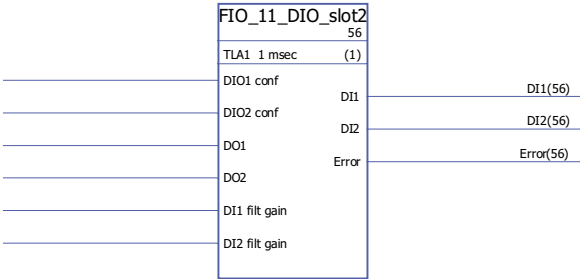 FIO_11_DIO_slot2
56
TLA1 1 msec (1)
DIO1 conf
DI1 DI1(56)
DIO2 conf
DI2 DI2(56)
DO1
Error Error(56)
DO2
DI1 filt gain
DI2 filt gain